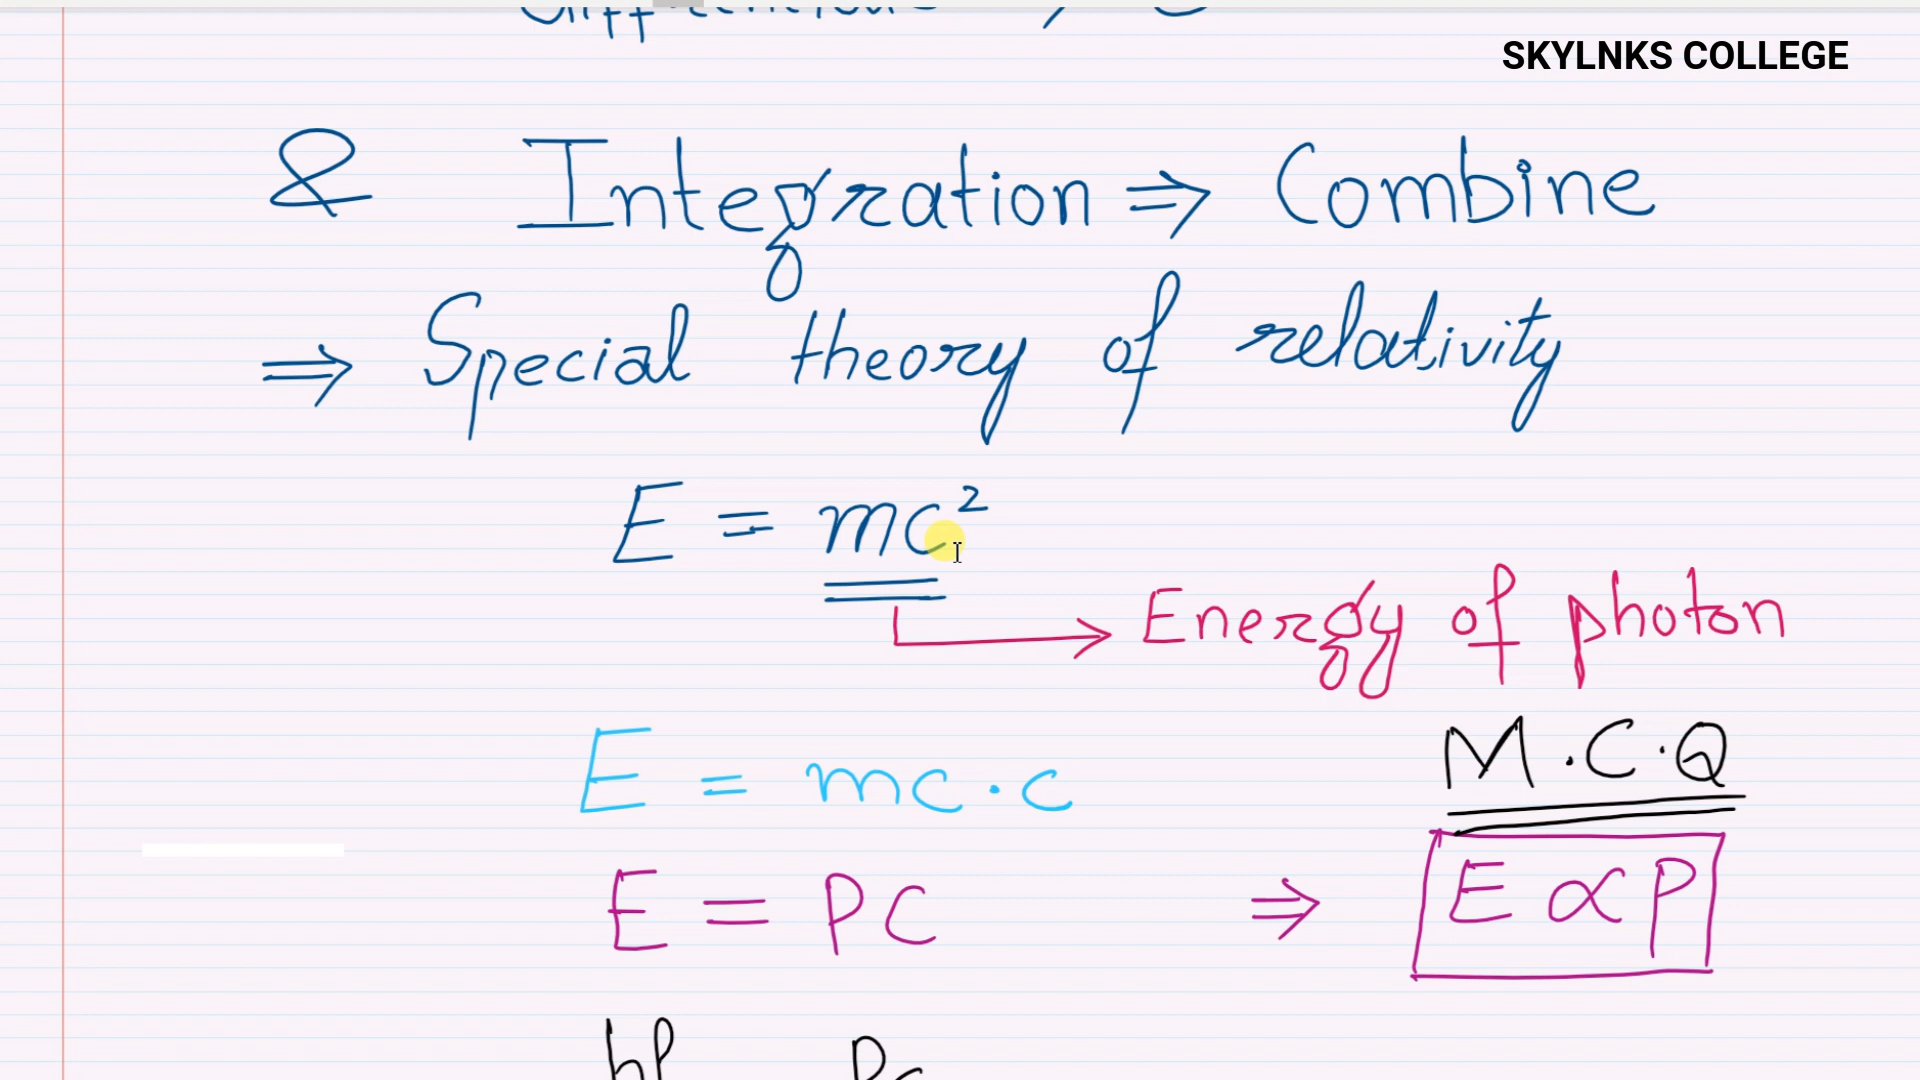 SKYLNKS COLLEGE
& Integration ⇒ Combine
⇒ Special theory of relativity
E = mc²
Energy of photon
E = mc.c
M.C.Q
E = PC ⇒ E ∝ P